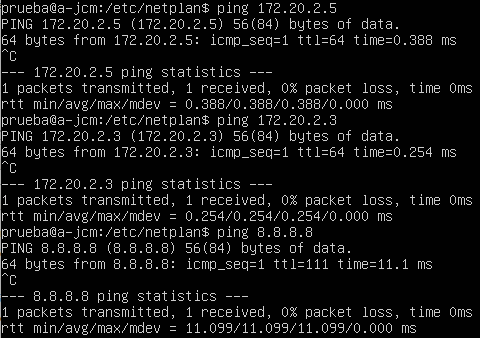 prueba@a-jcm:/etc/netplan$ ping 172.20.2.5
PING 172.20.2.5 (172.20.2.5) 56(84) bytes of data.
64 bytes from 172.20.2.5: icmp_seq=1 ttl=64 time=0.388 ms
^C
--- 172.20.2.5 ping statistics ---
1 packets transmitted, 1 received, 0% packet loss, time 0ms
rtt min/avg/max/mdev = 0.388/0.388/0.388/0.000 ms
prueba@a-jcm:/etc/netplan$ ping 172.20.2.3
PING 172.20.2.3 (172.20.2.3) 56(84) bytes of data.
64 bytes from 172.20.2.3: icmp_seq=1 ttl=64 time=0.254 ms
^C
--- 172.20.2.3 ping statistics ---
1 packets transmitted, 1 received, 0% packet loss, time 0ms
rtt min/avg/max/mdev = 0.254/0.254/0.254/0.000 ms
prueba@a-jcm:/etc/netplan$ ping 8.8.8.8
PING 8.8.8.8 (8.8.8.8) 56(84) bytes of data.
64 bytes from 8.8.8.8: icmp_seq=1 ttl=111 time=11.1 ms
^C
--- 8.8.8.8 ping statistics ---
1 packets transmitted, 1 received, 0% packet loss, time 0ms
rtt min/avg/max/mdev = 11.099/11.099/11.099/0.000 ms